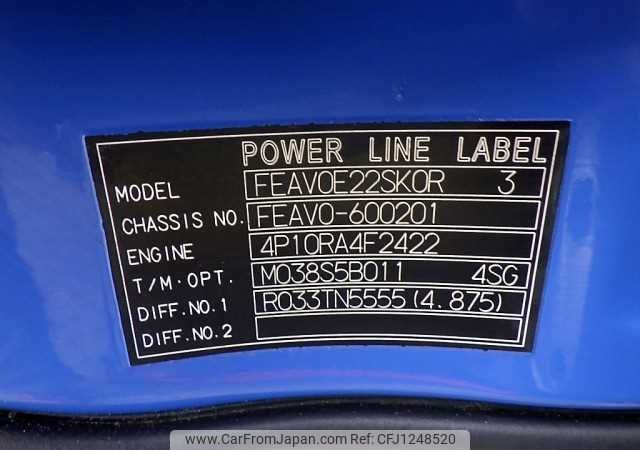 POWER LINE LABEL
MODEL FEAV0E22SK0R 3
CHASSIS NO. FEAV0-600201
ENGINE 4P10RA4F2422
T/M·OPT. M038S5B011 4SG
DIFF.NO.1 R033TN5555(4.875)
DIFF.NO.2
www.CarFromJapan.com - CFJ1248520